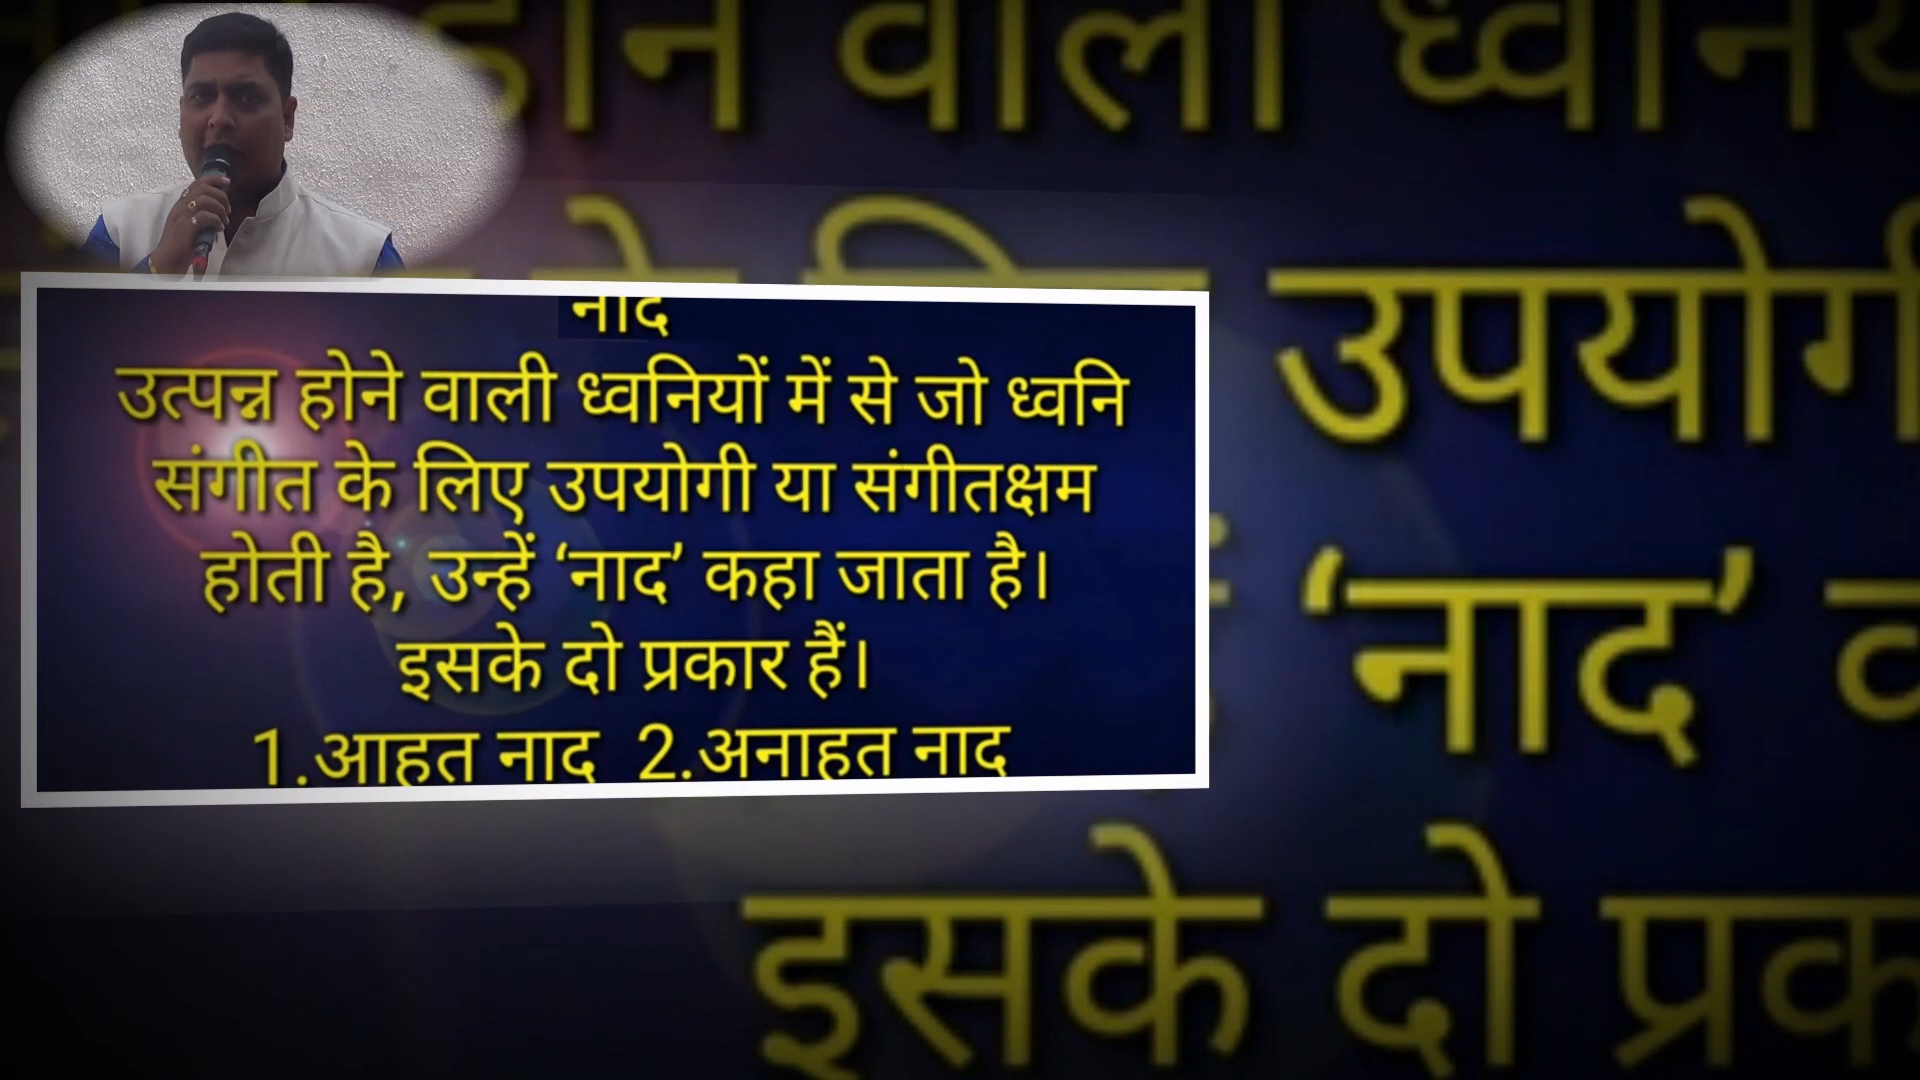 नाद
उत्पन्न होने वाली ध्वनियों में से जो ध्वनि
संगीत के लिए उपयोगी या संगीतक्षम
होती है, उन्हें ‘नाद’ कहा जाता है।
इसके दो प्रकार हैं।
1.आहत नाद 2.अनाहत नाद